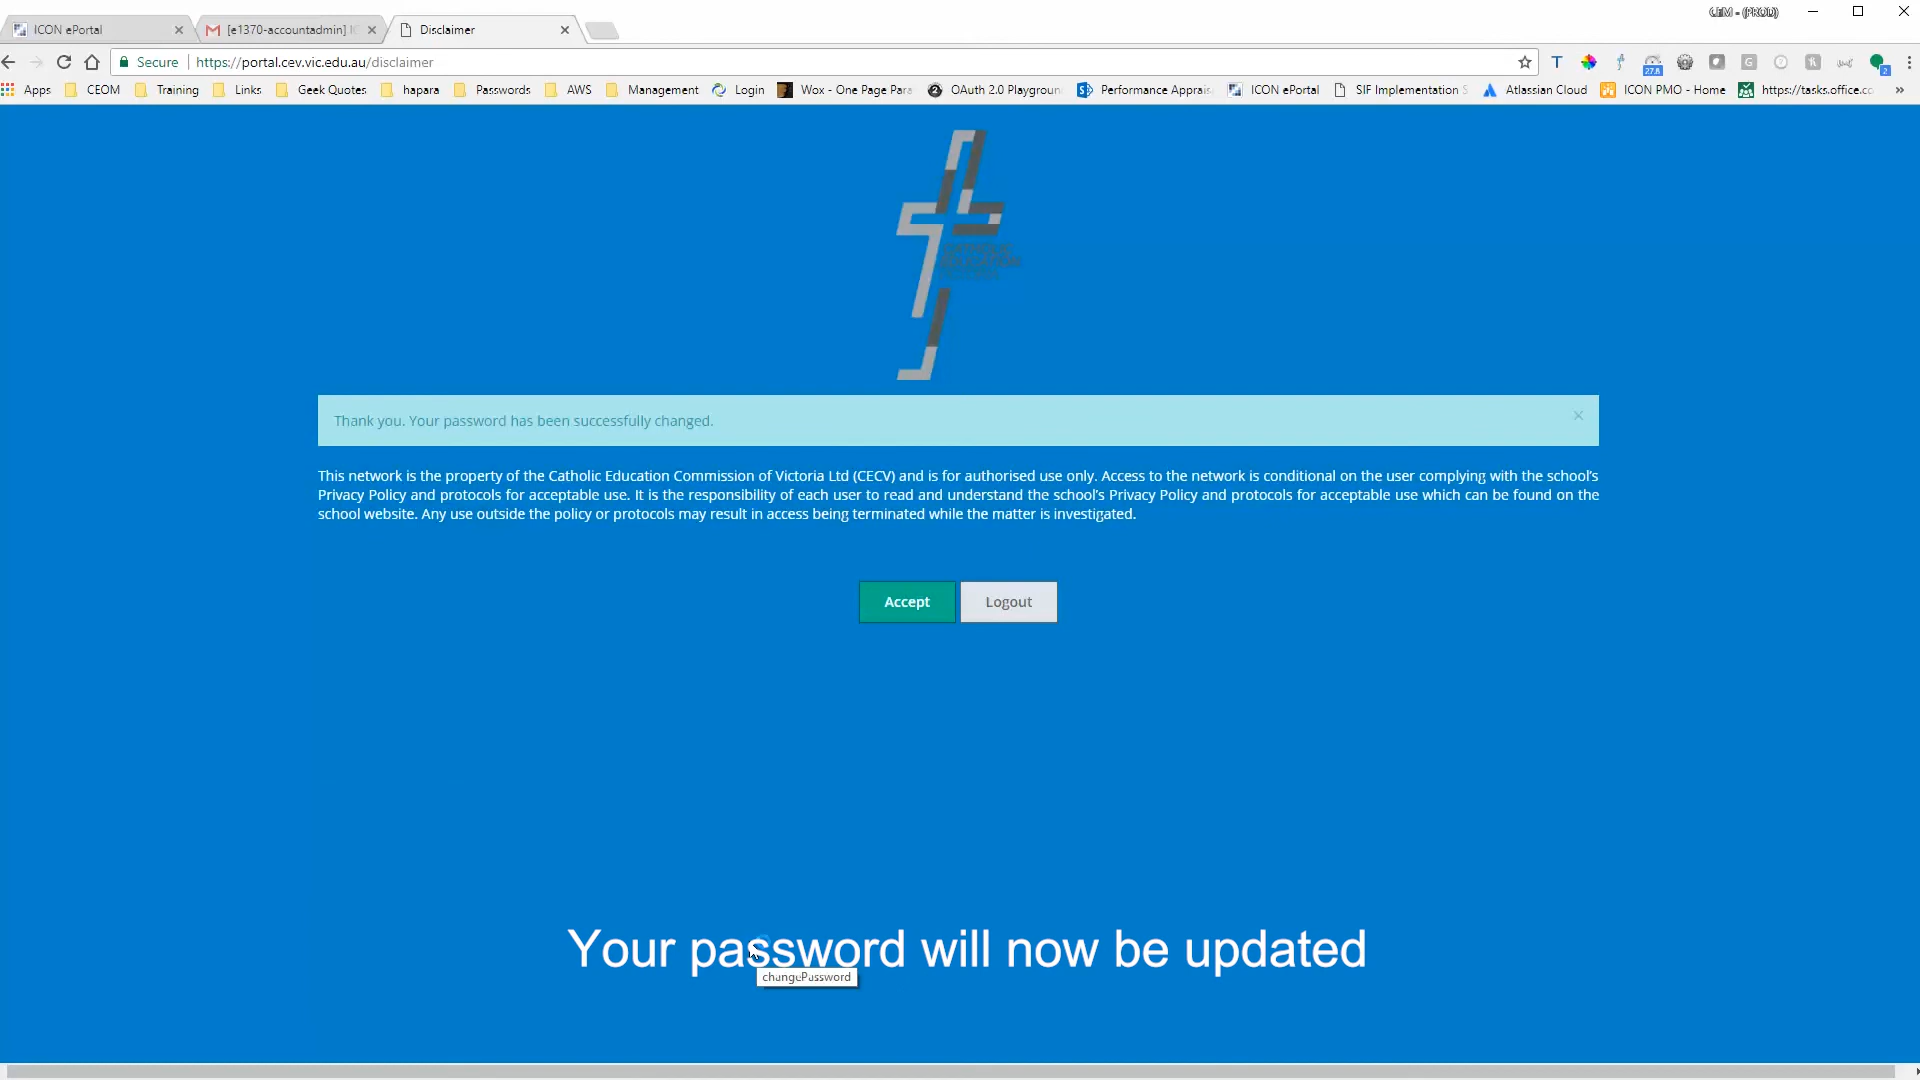 CEM - (PROD)
ICON ePortal
[e1370-accountadmin] I
Disclaimer
Secure
https://portal.cev.vic.edu.au/disclaimer
T
27.8
G
2
Apps
CEOM
Training
Links
Geek Quotes
hapara
Passwords
AWS
Management
Login
Wox - One Page Para
OAuth 2.0 Playgroun
Performance Apprais
ICON ePortal
SIF Implementation S
Atlassian Cloud
ICON PMO - Home
https://tasks.office.co
»
Thank you. Your password has been successfully changed.
This network is the property of the Catholic Education Commission of Victoria Ltd (CECV) and is for authorised use only. Access to the network is conditional on the user complying with the school’s
Privacy Policy and protocols for acceptable use. It is the responsibility of each user to read and understand the school’s Privacy Policy and protocols for acceptable use which can be found on the
school website. Any use outside the policy or protocols may result in access being terminated while the matter is investigated.
Accept
Logout
Your password will now be updated
changePassword